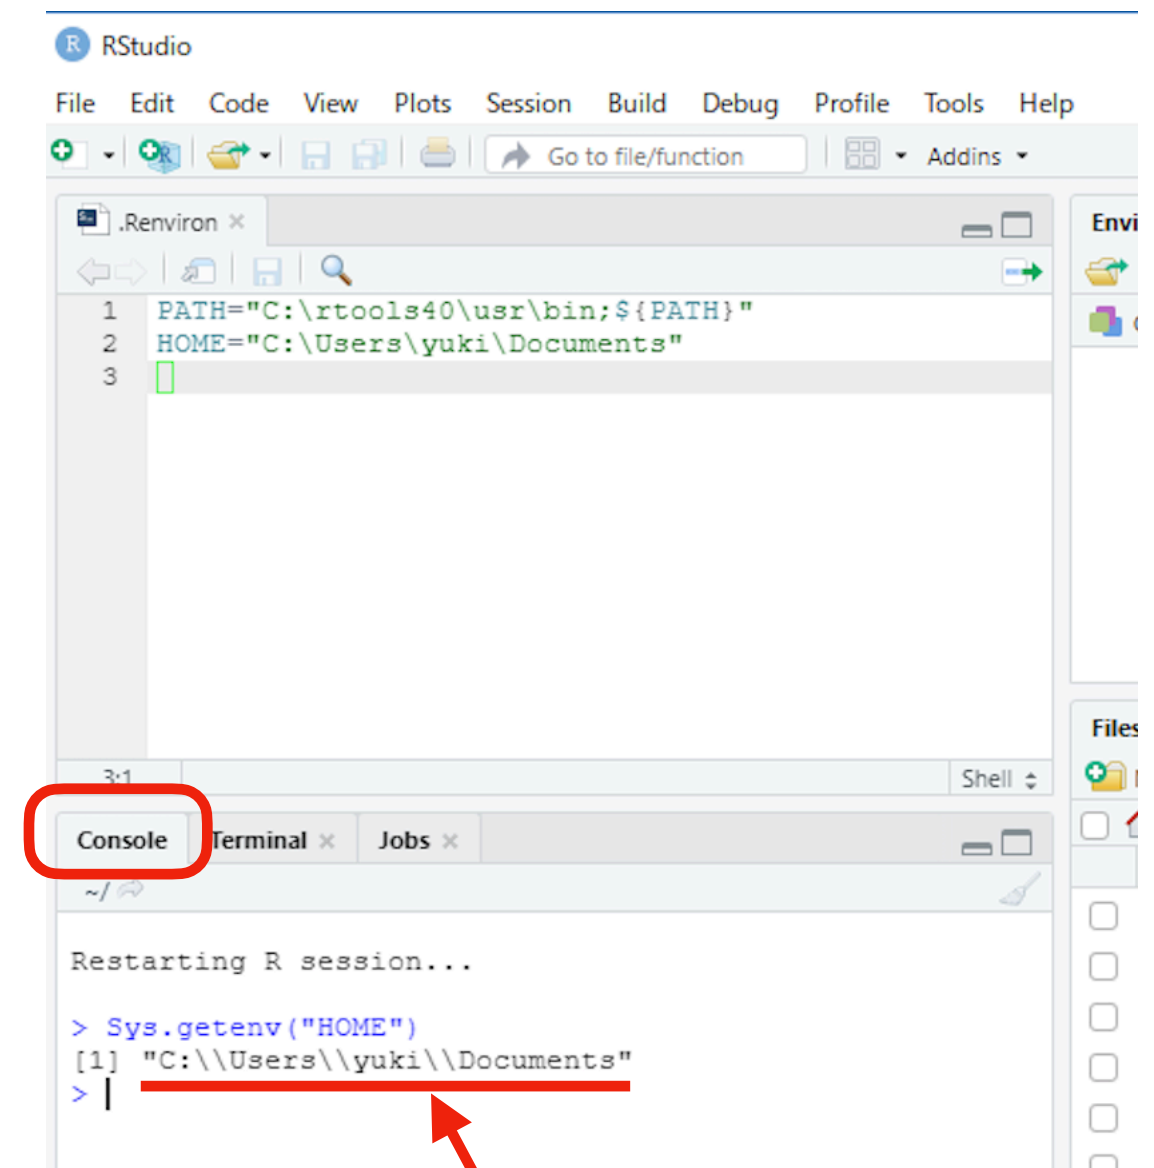 RStudio
File Edit Code View Plots Session Build Debug Profile Tools Help
Go to file/function Addins
.Renviron
Envi
1 PATH="C:\rtools40\usr\bin;${PATH}"
2 HOME="C:\Users\yuki\Documents"
3
3:1 Shell
Files
Console Terminal Jobs
~/
Restarting R session...
> Sys.getenv("HOME")
[1] "C:\\Users\\yuki\\Documents"
>